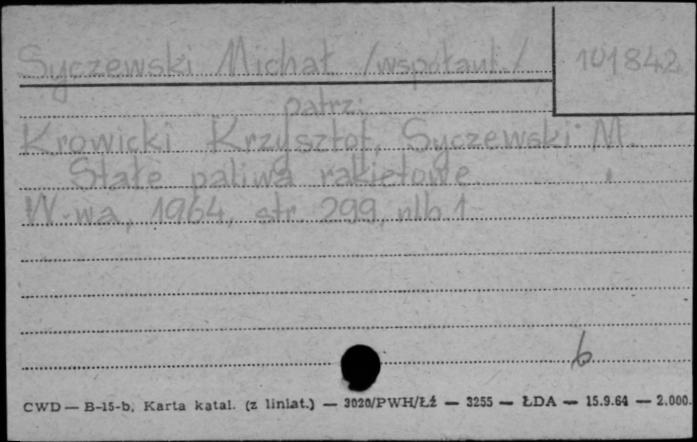 Syczewski Michał /współaut./ 101842
patrz:
Krowicki Krzysztof, Syczewski M.
Stałe paliwa rakietowe.
W-wa, 1964, str. 299, nlb. 1
b
CWD — B-15-b, Karta katal. (z liniat.) — 3020/PWH/Łż — 3255 — ŁDA — 15.9.64 — 2.000.